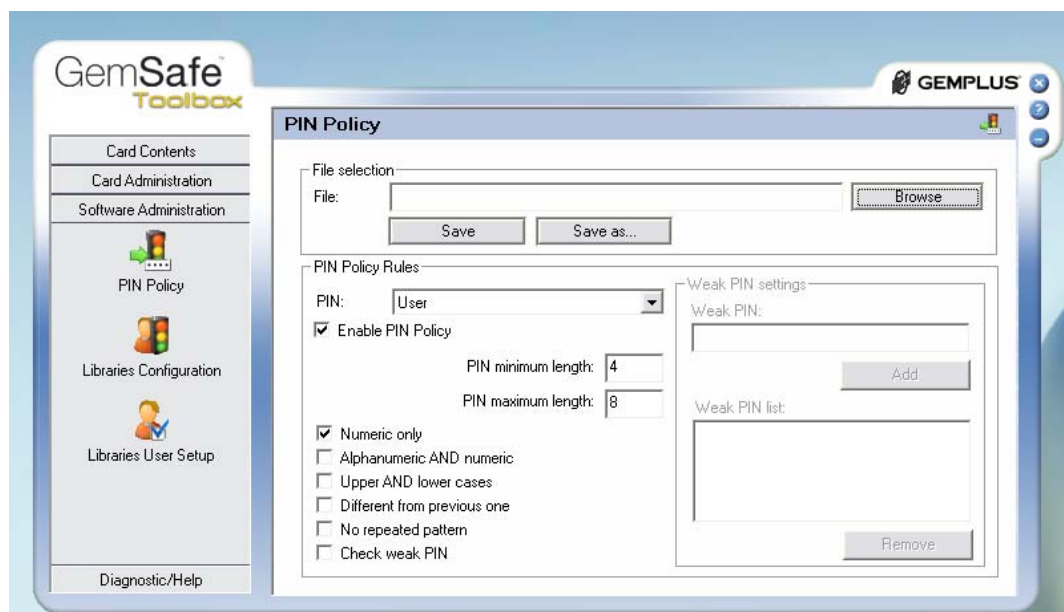 GemSafe™
Toolbox
GEMPLUS
Card Contents
Card Administration
Software Administration
PIN Policy
Libraries Configuration
Libraries User Setup
Diagnostic/Help
PIN Policy
File selection
File:
Browse
Save
Save as...
PIN Policy Rules
PIN:
User
Enable PIN Policy
PIN minimum length: 4
PIN maximum length: 8
Numeric only
Alphanumeric AND numeric
Upper AND lower cases
Different from previous one
No repeated pattern
Check weak PIN
Weak PIN settings
Weak PIN:
Add
Weak PIN list:
Remove